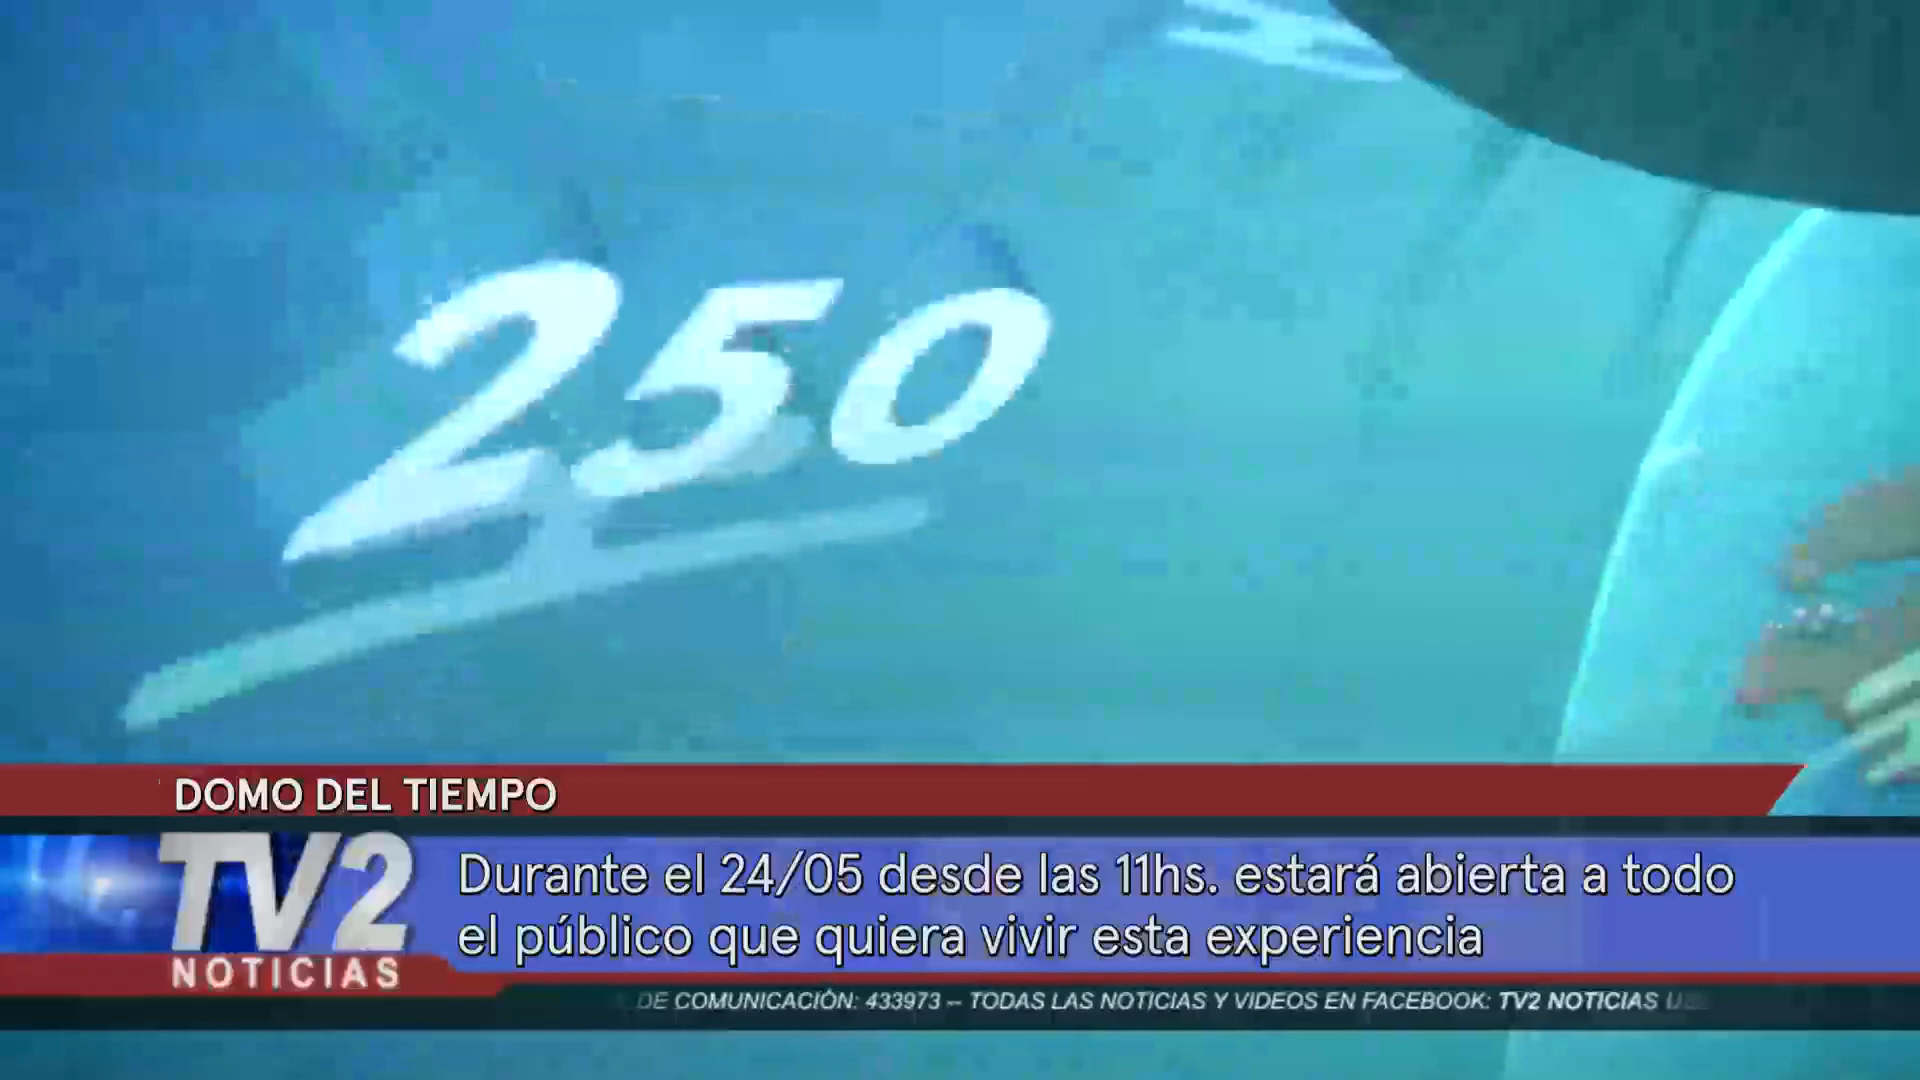 250
DOMO DEL TIEMPO
TV2
NOTICIAS
Durante el 24/05 desde las 11hs. estará abierta a todo
el público que quiera vivir esta experiencia
DE COMUNICACIÓN: 433973 – TODAS LAS NOTICIAS Y VIDEOS EN FACEBOOK: TV2 NOTICIAS